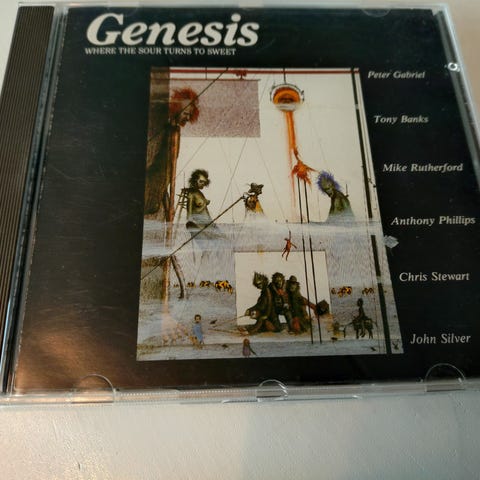 Genesis
WHERE THE SOUR TURNS TO SWEET
Peter Gabriel
Tony Banks
Mike Rutherford
Anthony Phillips
Chris Stewart
John Silver